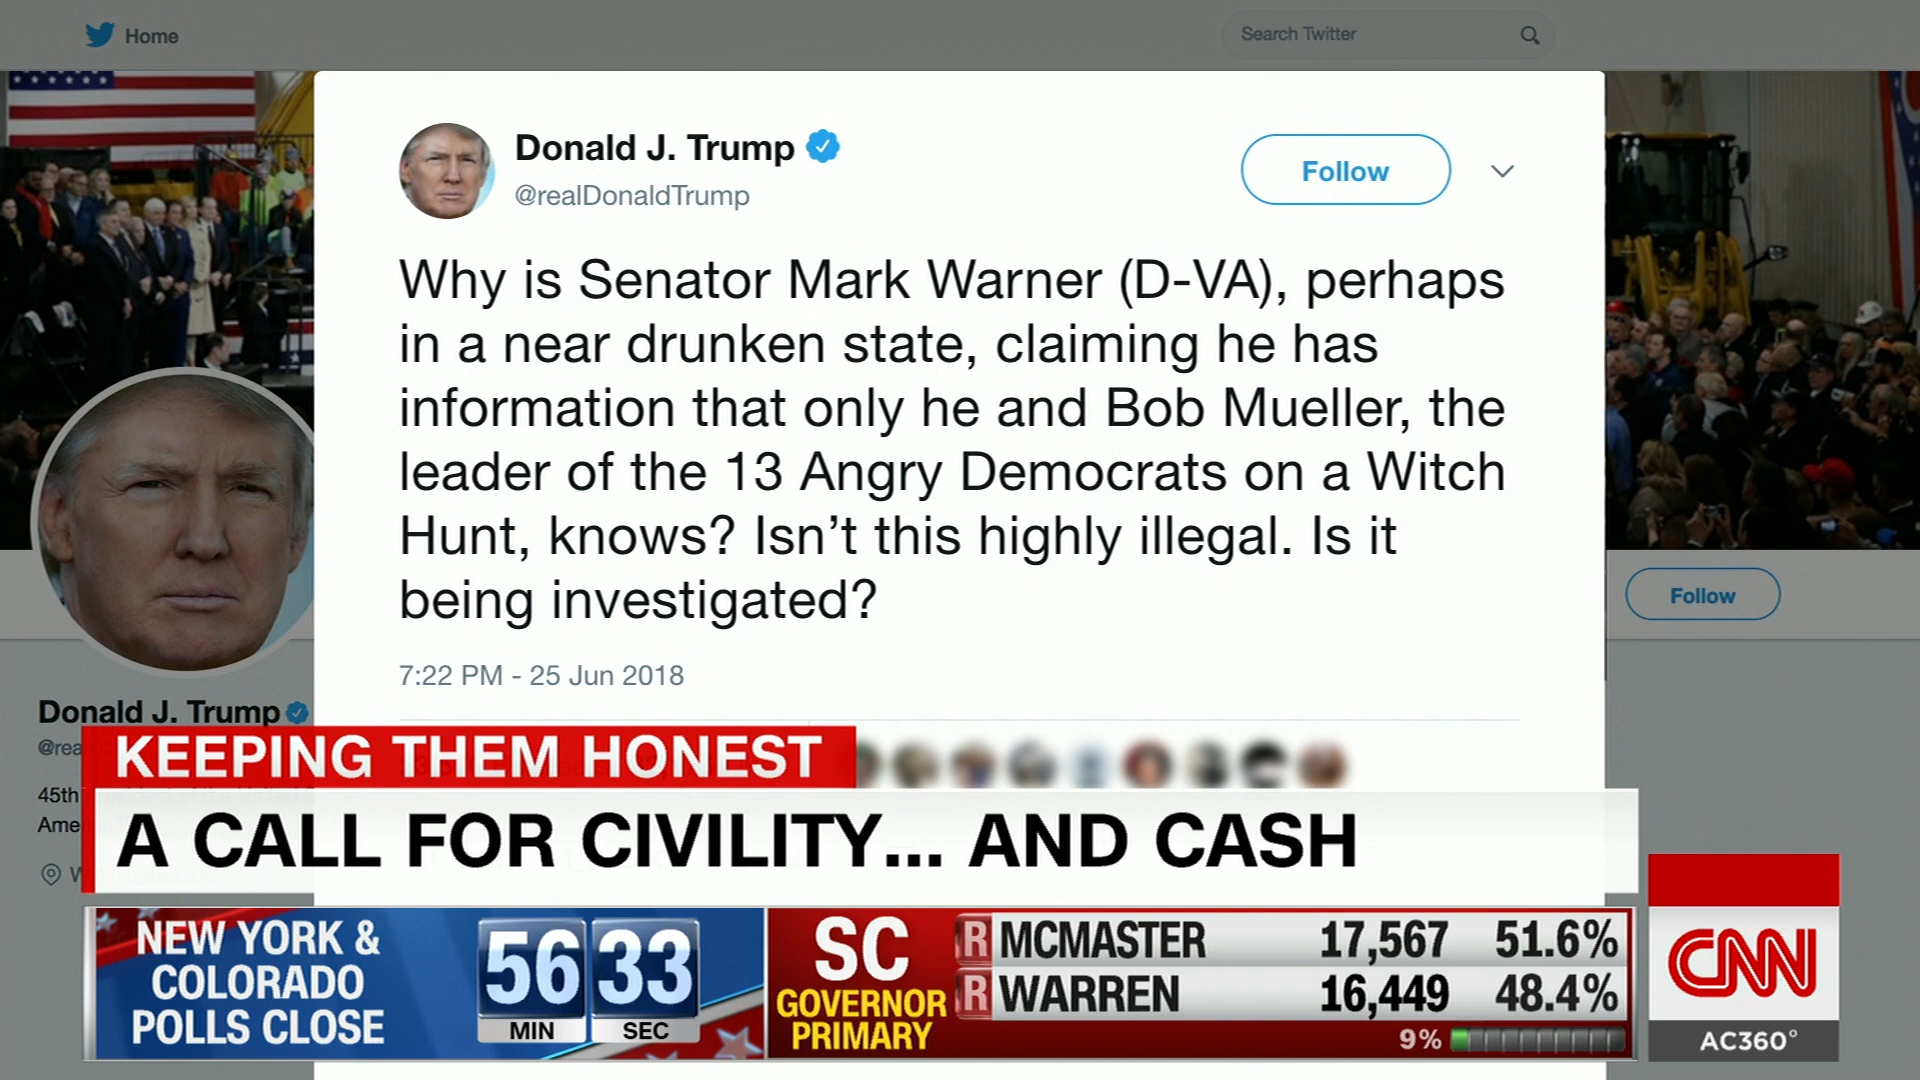 Home
Search Twitter
Donald J. Trump
@realDonaldTrump
Follow
Why is Senator Mark Warner (D-VA), perhaps
in a near drunken state, claiming he has
information that only he and Bob Mueller, the
leader of the 13 Angry Democrats on a Witch
Hunt, knows? Isn’t this highly illegal. Is it
being investigated?
7:22 PM - 25 Jun 2018
Follow
Donald J. Trump
@rea
45th
Ame
W
KEEPING THEM HONEST
A CALL FOR CIVILITY... AND CASH
NEW YORK &
COLORADO
POLLS CLOSE
56 33
MIN SEC
SC
GOVERNOR
PRIMARY
R MCMASTER 17,567 51.6%
R WARREN 16,449 48.4%
9%
CNN
AC360°